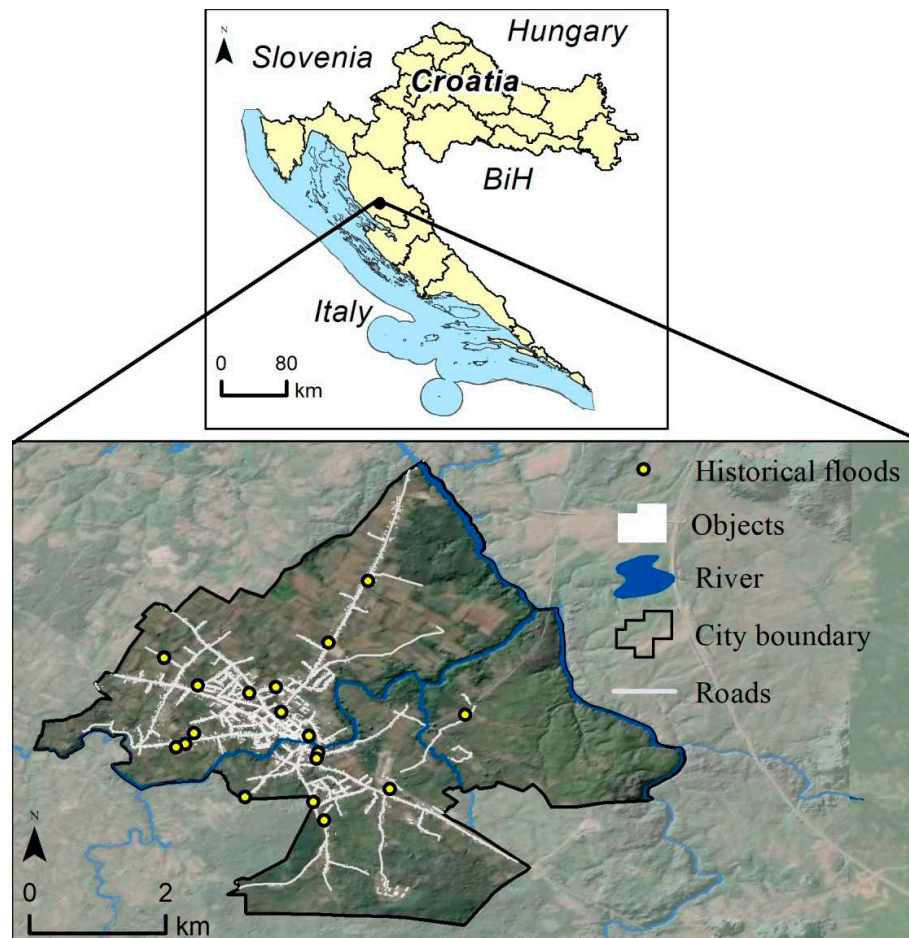 N
Hungary
Slovenia
Croatia
BiH
Italy
0 80
km
Historical floods
Objects
River
City boundary
Roads
N
0 2
km